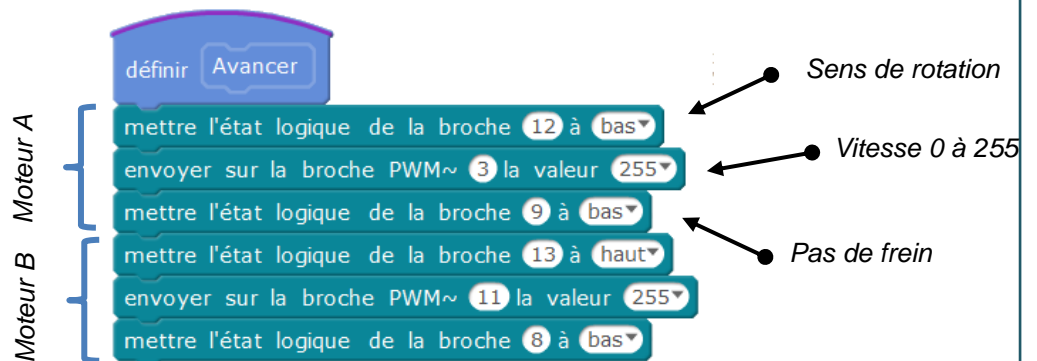 définir Avancer
Sens de rotation
Moteur A
mettre l'état logique de la broche 12 à bas
envoyer sur la broche PWM~ 3 la valeur 255
Vitesse 0 à 255
mettre l'état logique de la broche 9 à bas
Pas de frein
Moteur B
mettre l'état logique de la broche 13 à haut
envoyer sur la broche PWM~ 11 la valeur 255
mettre l'état logique de la broche 8 à bas